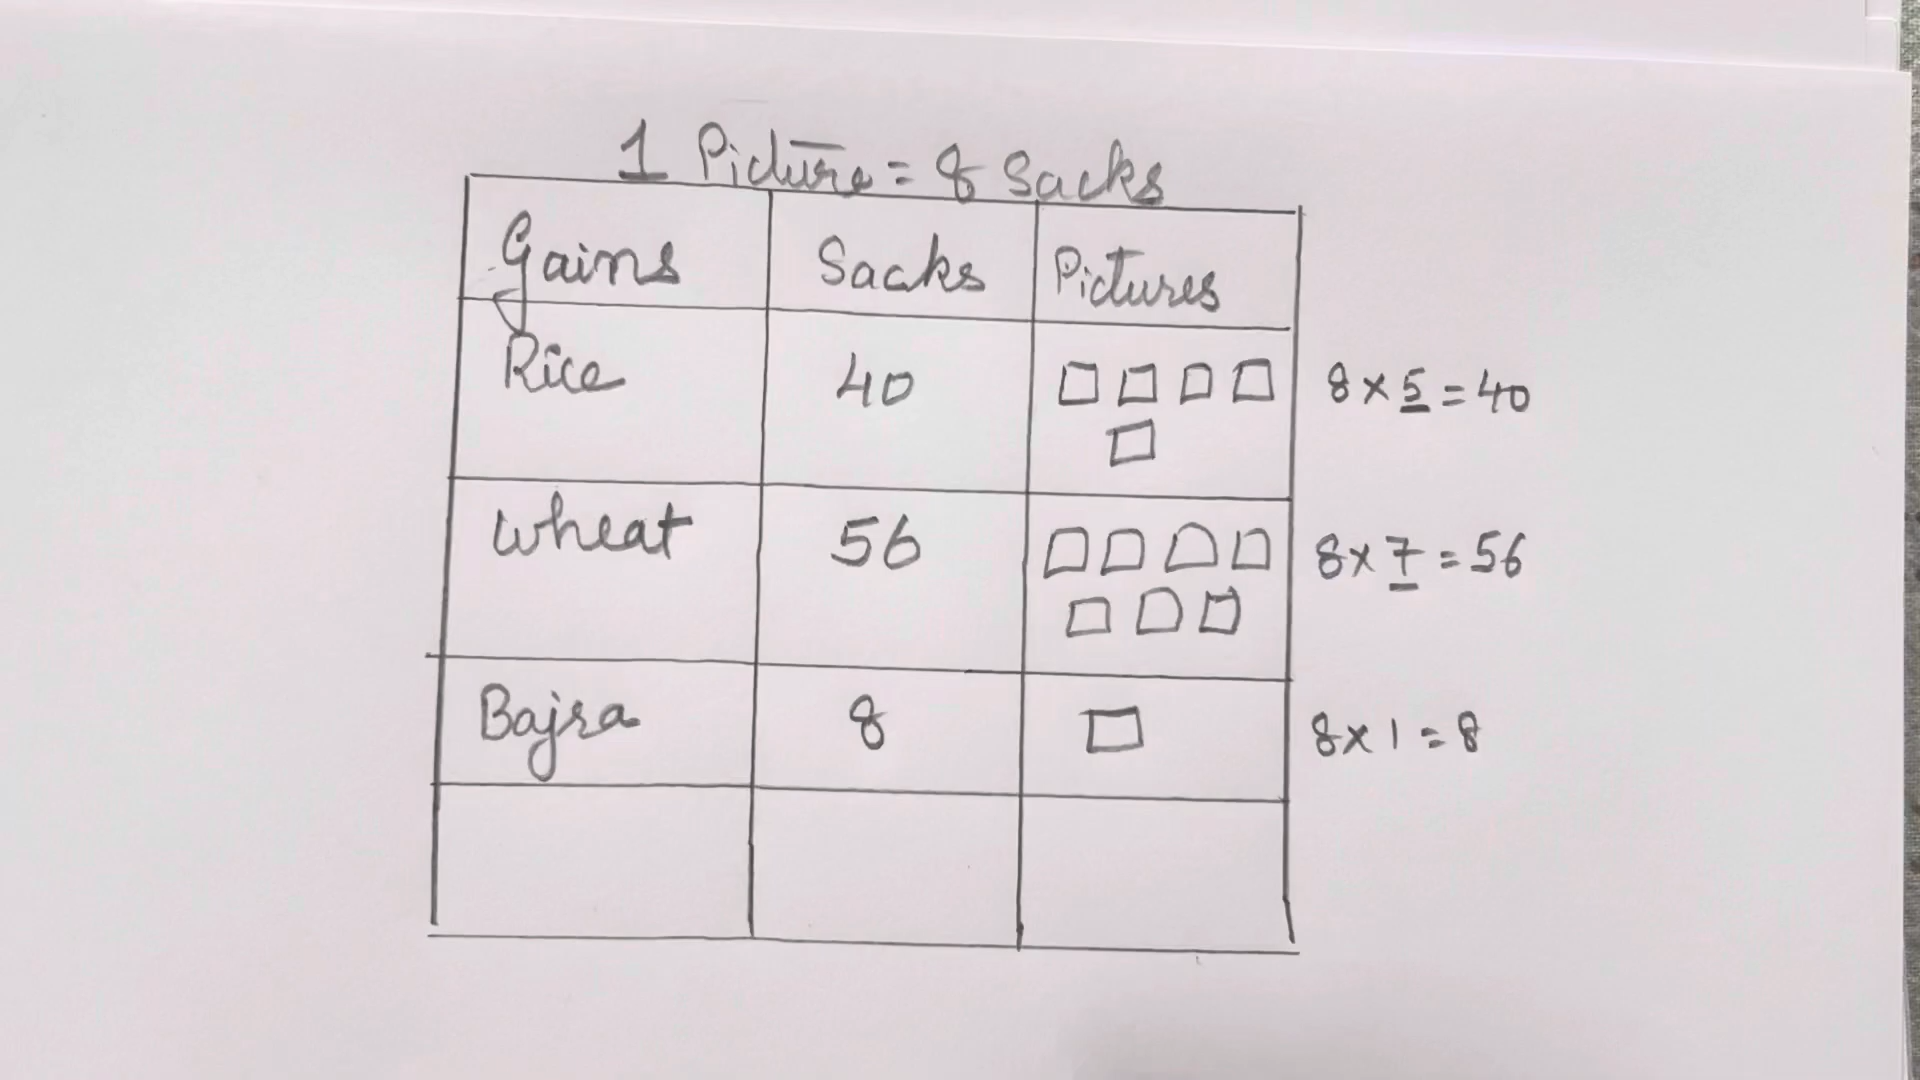 1 Picture = 8 Sacks
Gains Sacks Pictures
Rice 40 8 x 5 = 40
Wheat 56 8 x 7 = 56
Bajra 8 8 x 1 = 8